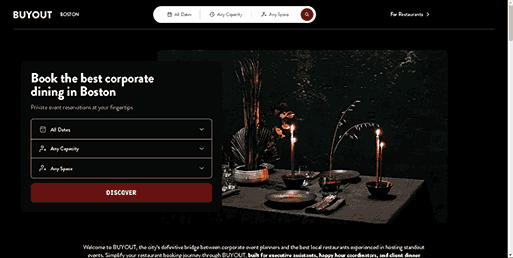 BUYOUT BOSTON
All Dates Any Capacity Any Space
For Restaurants
Book the best corporate
dining in Boston
Private event reservations at your fingertips
All Dates
Any Capacity
Any Space
DISCOVER
Welcome to BUYOUT, the city's definitive bridge between corporate event planners and the best local restaurants experienced in hosting standout
events. Simplify your restaurant booking journey through BUYOUT, built for executive assistants, happy hour coordinators, and client dinner